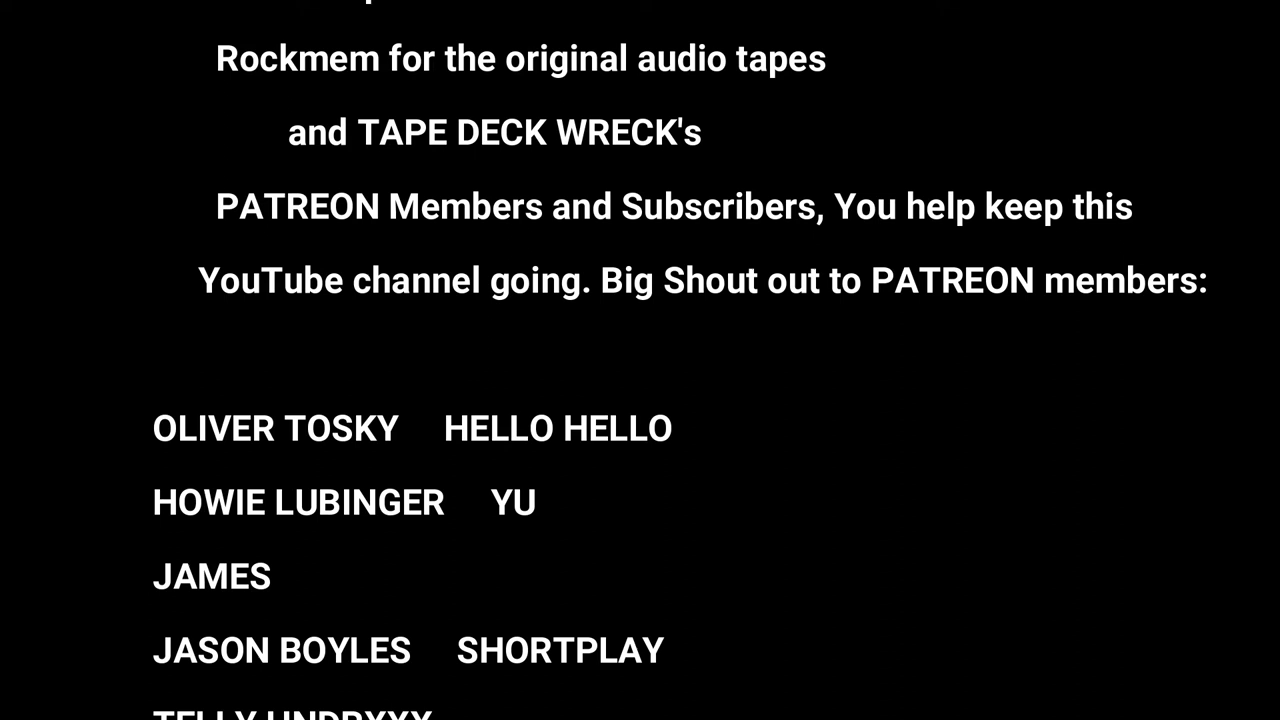 Rockmem for the original audio tapes
and TAPE DECK WRECK's
PATREON Members and Subscribers, You help keep this
YouTube channel going. Big Shout out to PATREON members:
OLIVER TOSKY HELLO HELLO
HOWIE LUBINGER YU
JAMES
JASON BOYLES SHORTPLAY
TELLY